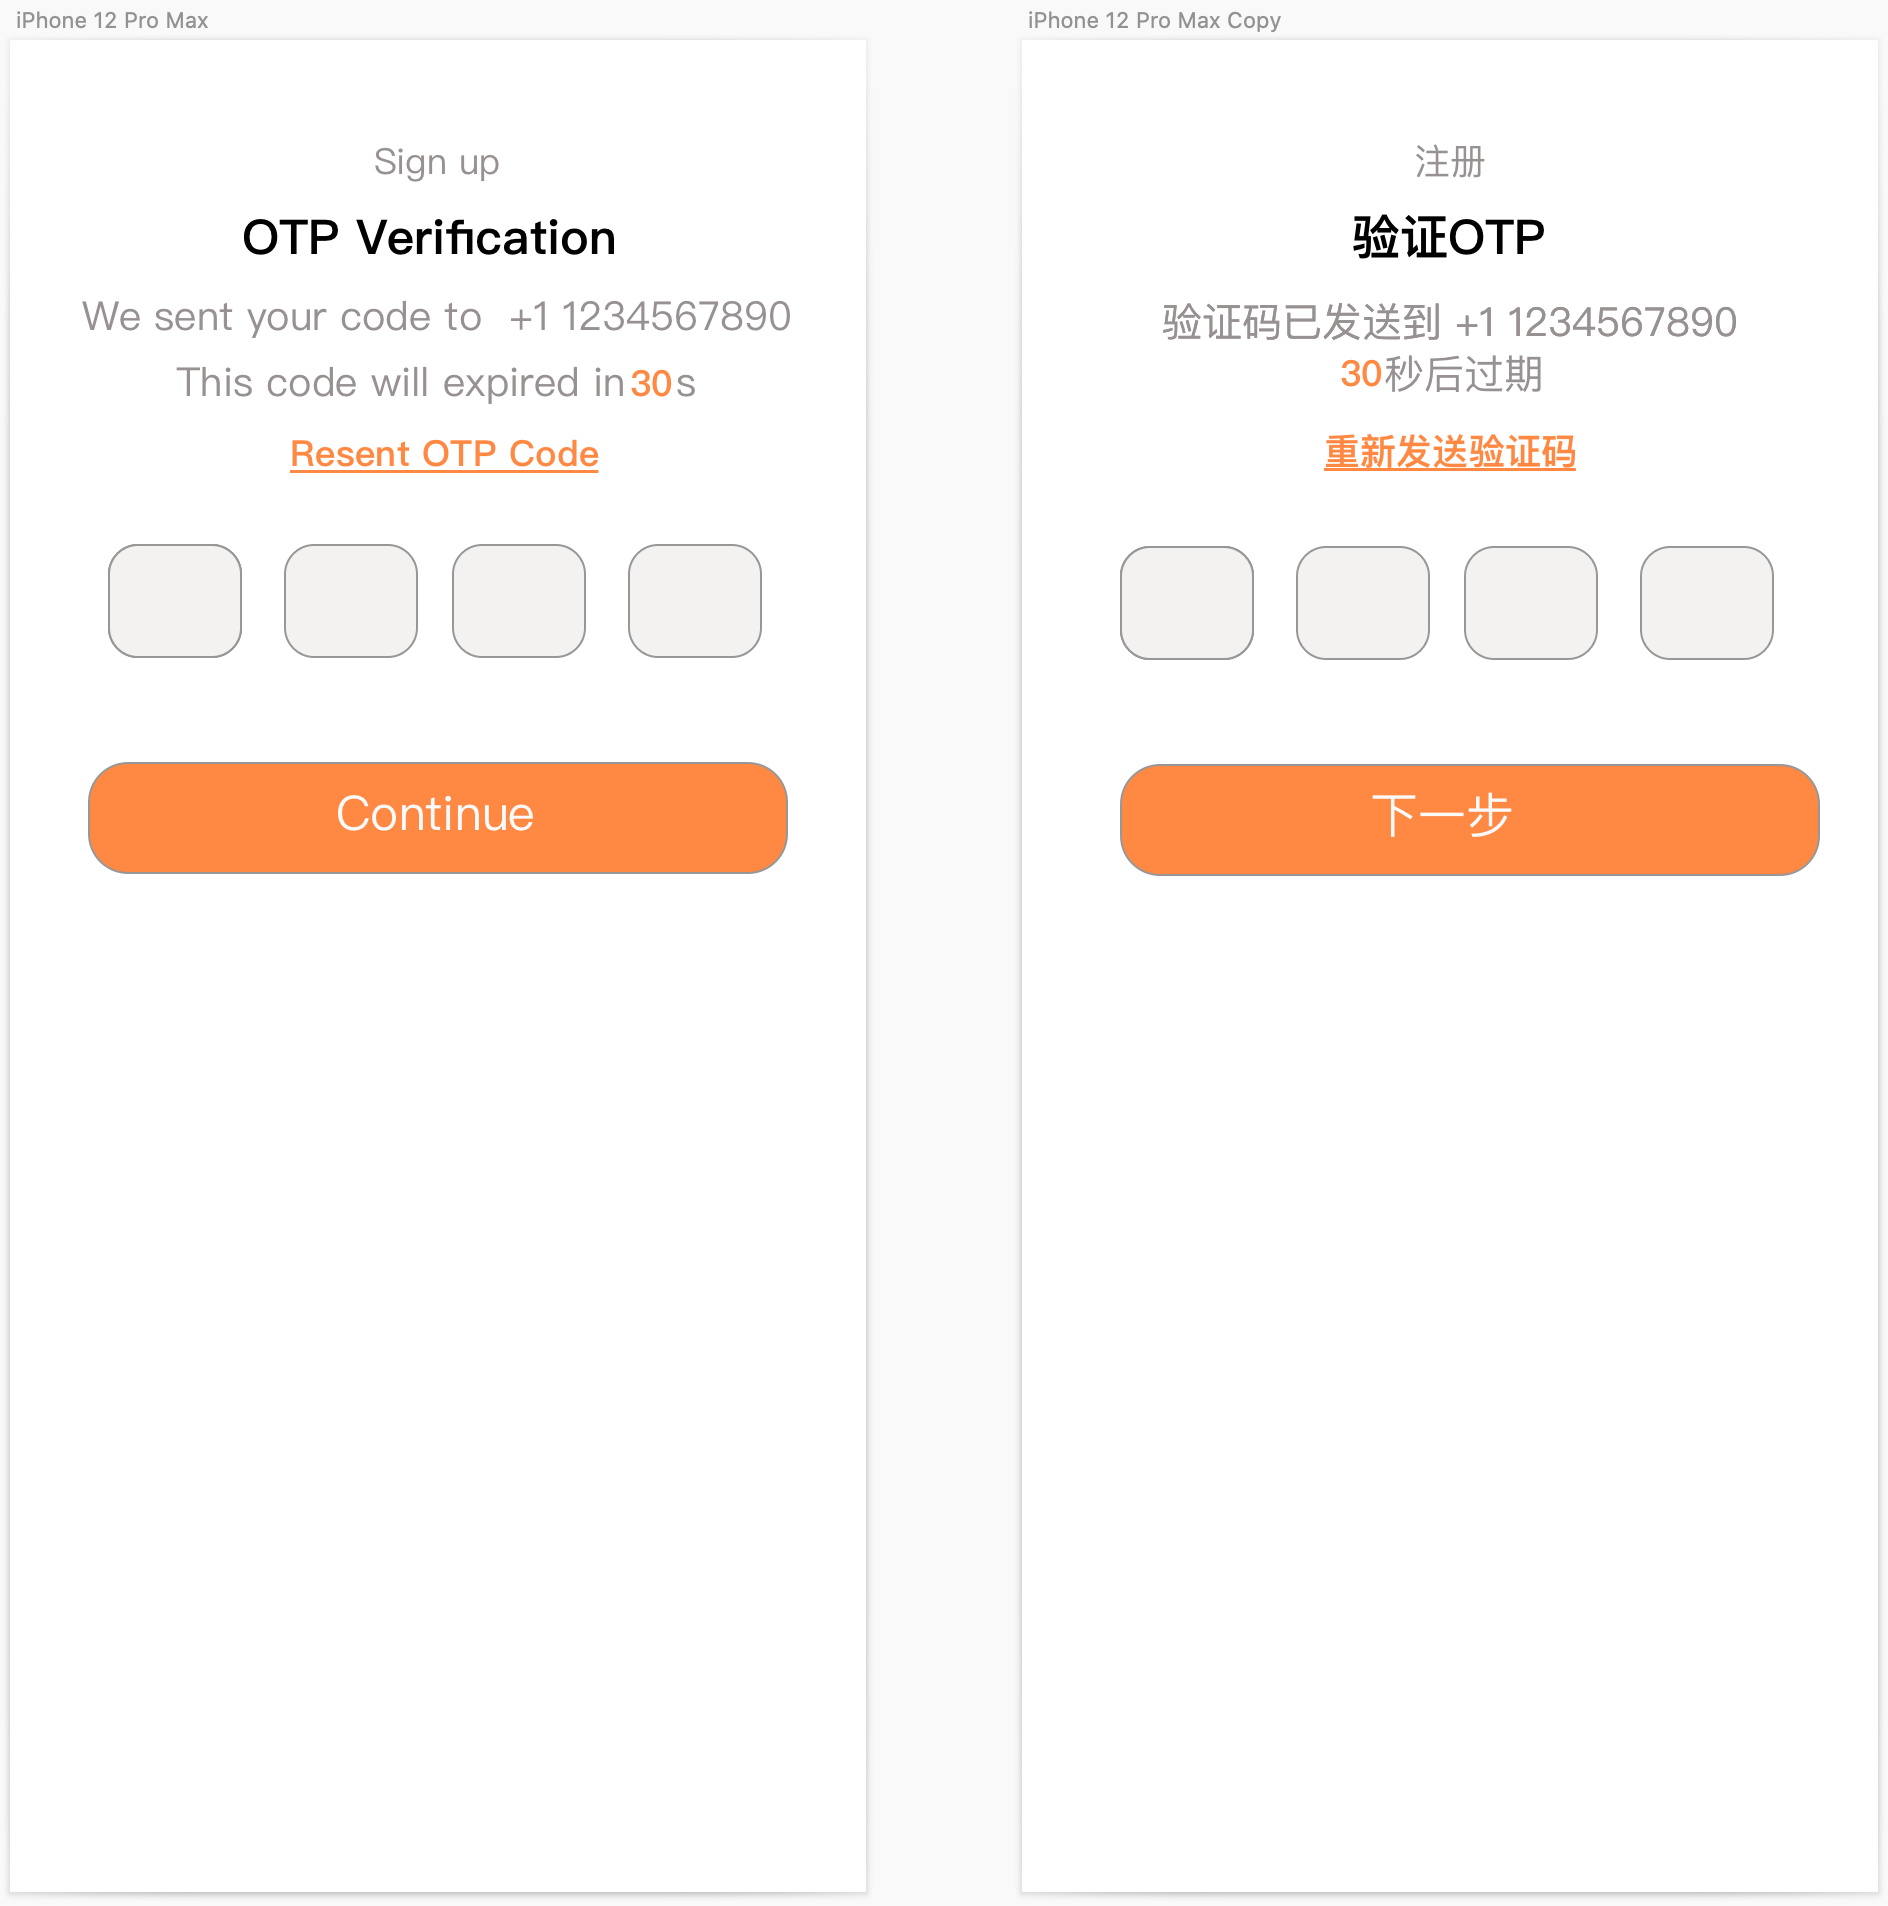 iPhone 12 Pro Max
Sign up
OTP Verification
We sent your code to +1 1234567890
This code will expired in 30s
Resent OTP Code
Continue
iPhone 12 Pro Max Copy
注册
验证OTP
验证码已发送到 +1 1234567890
30秒后过期
重新发送验证码
下一步